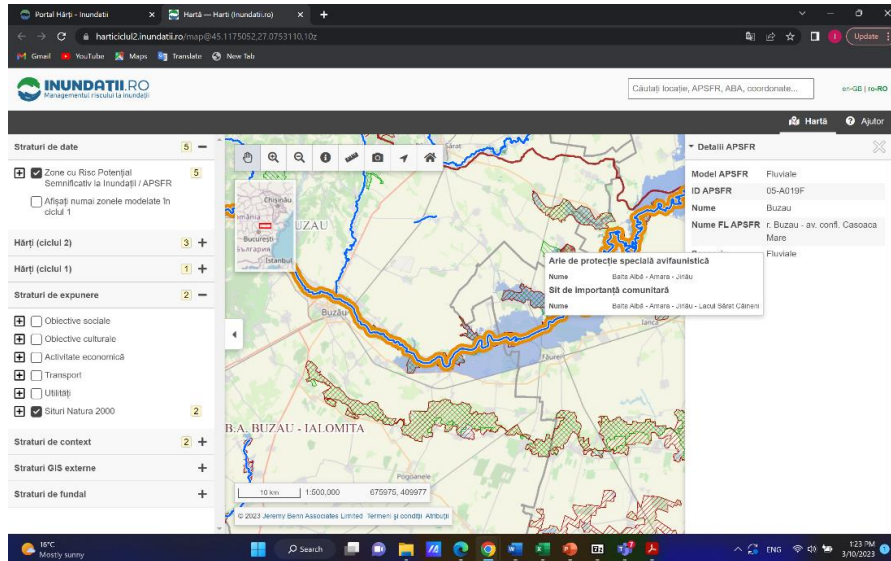 Portal Hărți - Inundatii
Hartă — Harti (Inundatii.ro)
harticiclul2.inundatii.ro/map@45.1175052,27.0753110,10z
Update
Gmail
YouTube
Maps
Translate
New Tab
INUNDATII.RO
Managementul riscului la inundații
Căutați locație, APSFR, ABA, coordonate...
en-GB | ro-RO
Hartă
Ajutor
Straturi de date
5
Zone cu Risc Potențial
Semnificativ la Inundații / APSFR
5
Afișați numai zonele modelate în
ciclul 1
Hărți (ciclul 2)
3
Hărți (ciclul 1)
1
Straturi de expunere
2
Obiective sociale
Obiective culturale
Activitate economică
Transport
Utilități
Situri Natura 2000
2
Straturi de context
2
Straturi GIS externe
Straturi de fundal
Sărat
Chișinău
București
България
Istanbul
UZAU
Buzău
Ianca
Făurei
B.A. BUZAU - IALOMITA
Pogoanele
Arie de protecție specială avifaunistică
Nume
Balta Albă - Amara - Jirlău
Sit de importanță comunitară
Nume
Balta Albă - Amara - Jirlău - Lacul Sărat Câineni
10 km
1:500,000
675975, 409977
© 2023 Jeremy Benn Associates Limited Termeni și condiții Atribuții
Detalii APSFR
Model APSFR Fluviale
ID APSFR 05-A019F
Nume Buzau
Nume FL APSFR r. Buzau - av. confl. Casoaca
Mare
Fluviale
16°C
Mostly sunny
Search
ENG
1:23 PM
3/10/2023